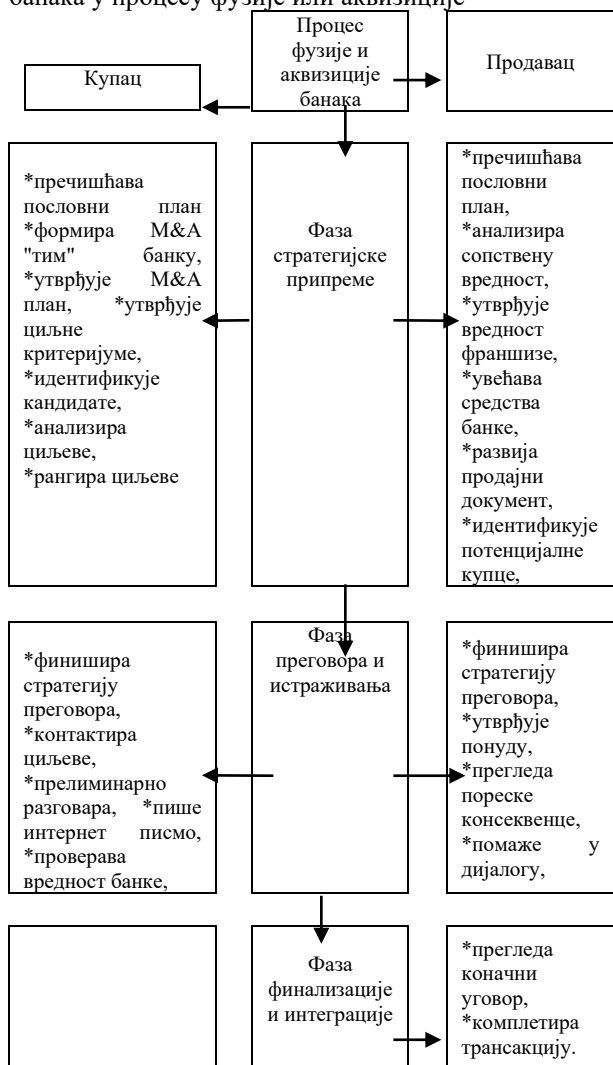 банака у процесу фузије или аквизиције
Процес
фузије и
аквизиције
банака
Купац
Продавац
*пречишћава
пословни план
*формира M&A
"тим" банку,
*утврђује M&A
план, *утврђује
циљне
критеријуме,
*идентификује
кандидате,
*анализира
циљеве,
*рангира циљеве
Фаза
стратегијске
припреме
*пречишћава
пословни
план,
*анализира
сопствену
вредност,
*утврђује
вредност
франшизе,
*увећава
средства
банке,
*развија
продајни
документ,
*идентификује
потенцијалне
купце,
*финишира
стратегију
преговора,
*контактира
циљеве,
*прелиминарно
разговара, *пише
интернет писмо,
*проверава
вредност банке,
Фаза
преговора и
истраживања
*финишира
стратегију
преговора,
*утврђује
понуду,
*прегледа
пореске
консеквенце,
*помаже у
дијалогу,
Фаза
финализације
и интеграције
*прегледа
коначни
уговор,
*комплетира
трансакцију.